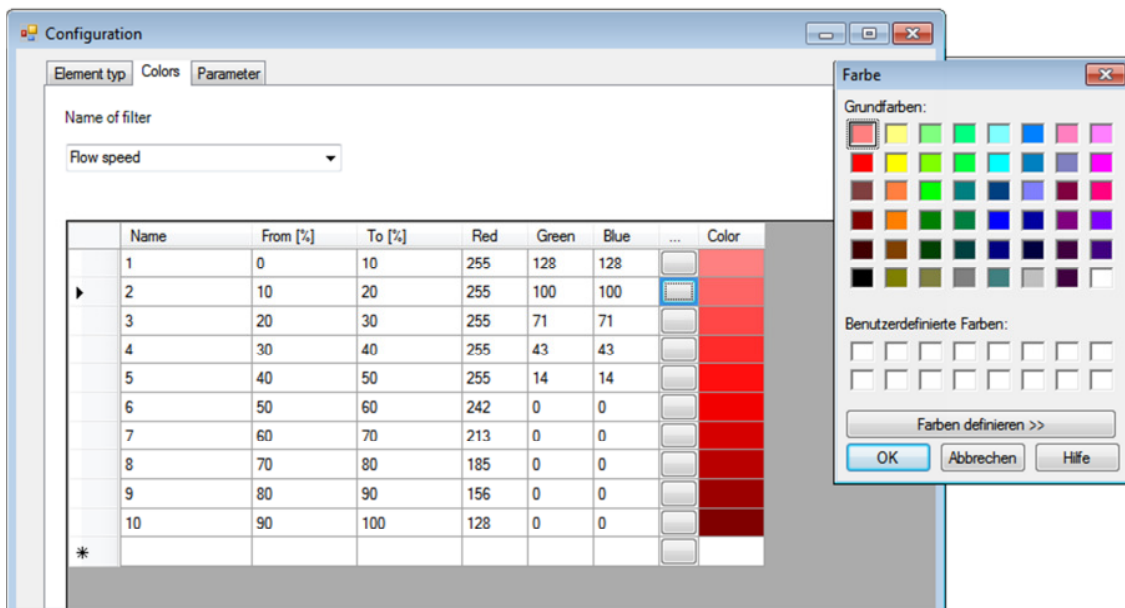 Configuration
Element typ Colors Parameter
Name of filter
Flow speed
Name From [%] To [%] Red Green Blue ... Color
1 0 10 255 128 128
2 10 20 255 100 100
3 20 30 255 71 71
4 30 40 255 43 43
5 40 50 255 14 14
6 50 60 242 0 0
7 60 70 213 0 0
8 70 80 185 0 0
9 80 90 156 0 0
10 90 100 128 0 0
Farbe
Grundfarben:
Benutzerdefinierte Farben:
Farben definieren >>
OK Abbrechen Hilfe